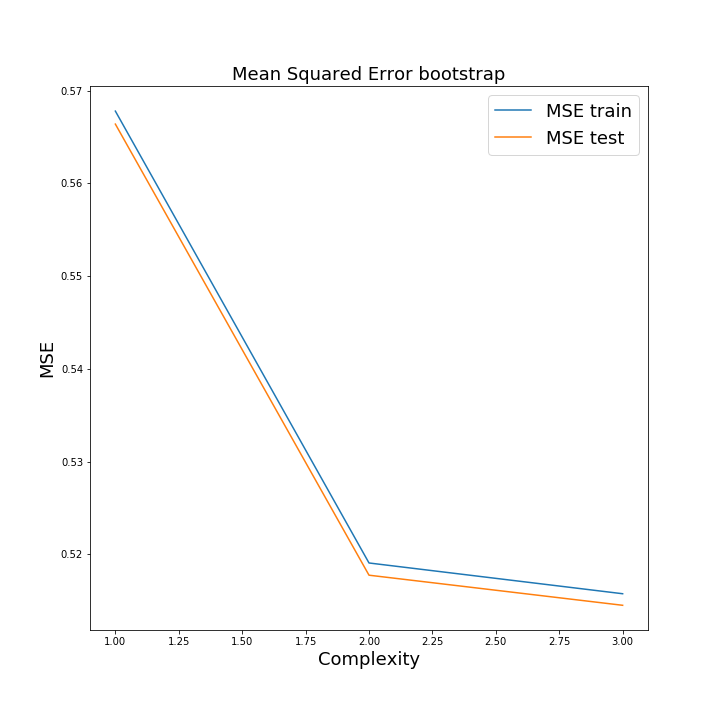 Mean Squared Error bootstrap
MSE train
MSE test
0.57
0.56
0.55
0.54
0.53
0.52
MSE
1.00 1.25 1.50 1.75 2.00 2.25 2.50 2.75 3.00
Complexity